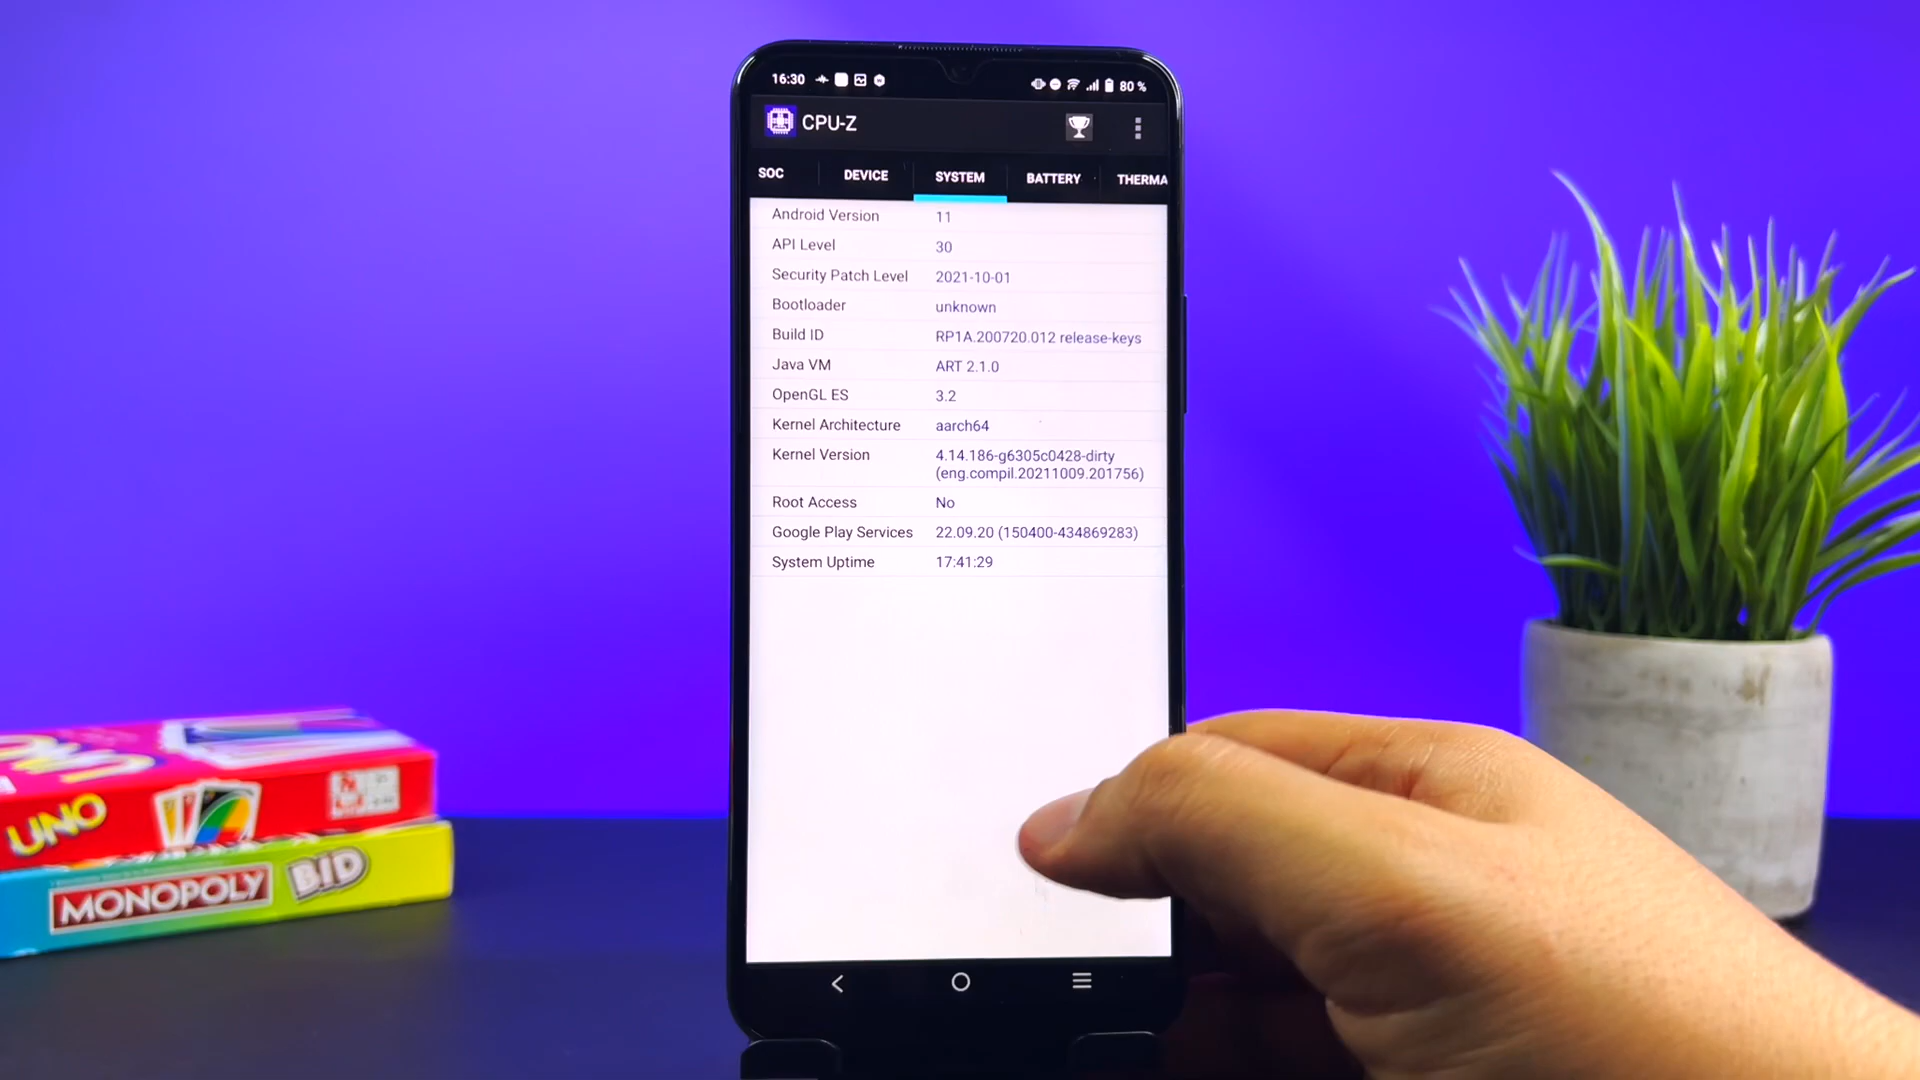 16:30
80 %
CPU-Z
SOC DEVICE SYSTEM BATTERY THERMA
Android Version 11
API Level 30
Security Patch Level 2021-10-01
Bootloader unknown
Build ID RP1A.200720.012 release-keys
Java VM ART 2.1.0
OpenGL ES 3.2
Kernel Architecture aarch64
Kernel Version 4.14.186-g6305c0428-dirty
(eng.compil.20211009.201756)
Root Access No
Google Play Services 22.09.20 (150400-434869283)
System Uptime 17:41:29
UNO
MONOPOLY BID